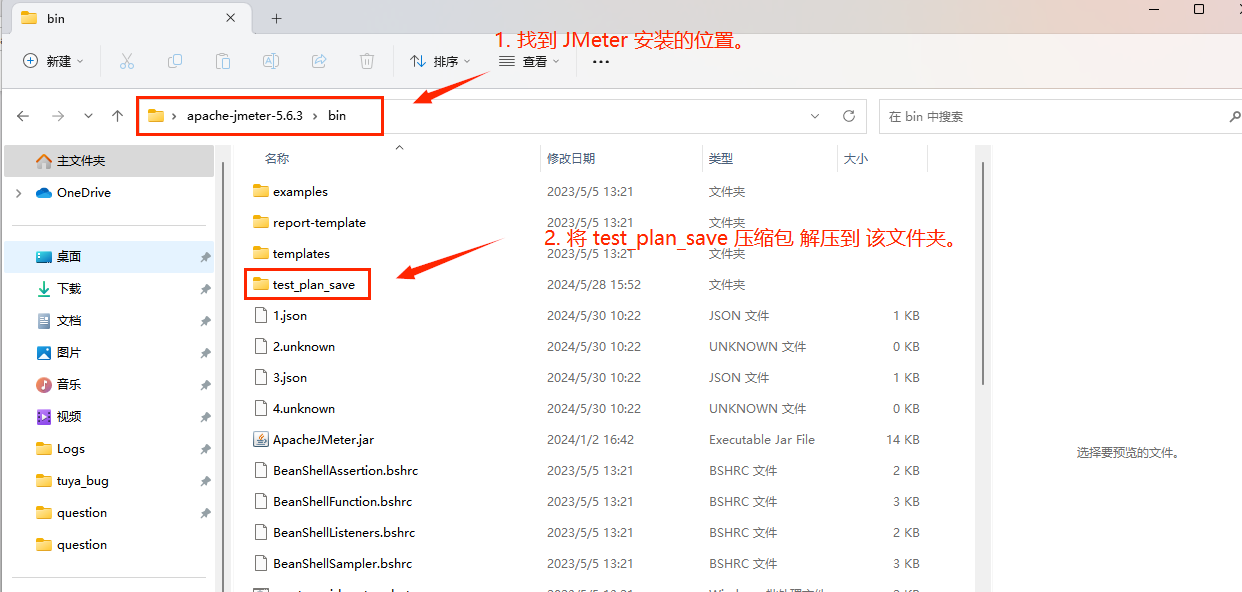 bin
1. 找到 JMeter 安装的位置。
新建
排序
查看
apache-jmeter-5.6.3 > bin
在 bin 中搜索
主文件夹
OneDrive
桌面
下载
文档
图片
音乐
视频
Logs
tuya_bug
question
question
名称 修改日期 类型 大小
examples 2023/5/5 13:21 文件夹
report-template 2023/5/5 13:21 文件夹
2. 将 test_plan_save 压缩包 解压到 该文件夹。
templates 2023/5/5 13:21 文件夹
test_plan_save 2024/5/28 15:52 文件夹
1.json 2024/5/30 10:22 JSON 文件 1 KB
2.unknown 2024/5/30 10:22 UNKNOWN 文件 0 KB
3.json 2024/5/30 10:22 JSON 文件 1 KB
4.unknown 2024/5/30 10:22 UNKNOWN 文件 0 KB
ApacheJMeter.jar 2024/1/2 16:42 Executable Jar File 14 KB
BeanShellAssertion.bshrc 2023/5/5 13:21 BSHRC 文件 2 KB
BeanShellFunction.bshrc 2023/5/5 13:21 BSHRC 文件 3 KB
BeanShellListeners.bshrc 2023/5/5 13:21 BSHRC 文件 2 KB
BeanShellSampler.bshrc 2023/5/5 13:21 BSHRC 文件 3 KB
选择要预览的文件。